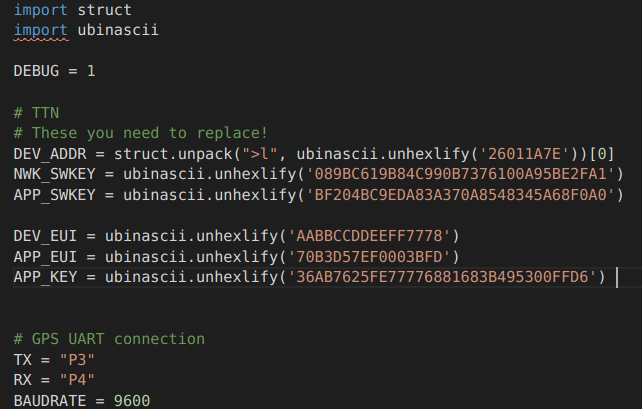 import struct
import ubinascii
DEBUG = 1
# TTN
# These you need to replace!
DEV_ADDR = struct.unpack(">l", ubinascii.unhexlify('26011A7E'))[0]
NWK_SWKEY = ubinascii.unhexlify('089BC619B84C990B7376100A95BE2FA1')
APP_SWKEY = ubinascii.unhexlify('BF204BC9EDA83A370A8548345A68F0A0')
DEV_EUI = ubinascii.unhexlify('AABBCCDDEEFF7778')
APP_EUI = ubinascii.unhexlify('70B3D57EF0003BFD')
APP_KEY = ubinascii.unhexlify('36AB7625FE77776881683B495300FFD6')
# GPS UART connection
TX = "P3"
RX = "P4"
BAUDRATE = 9600